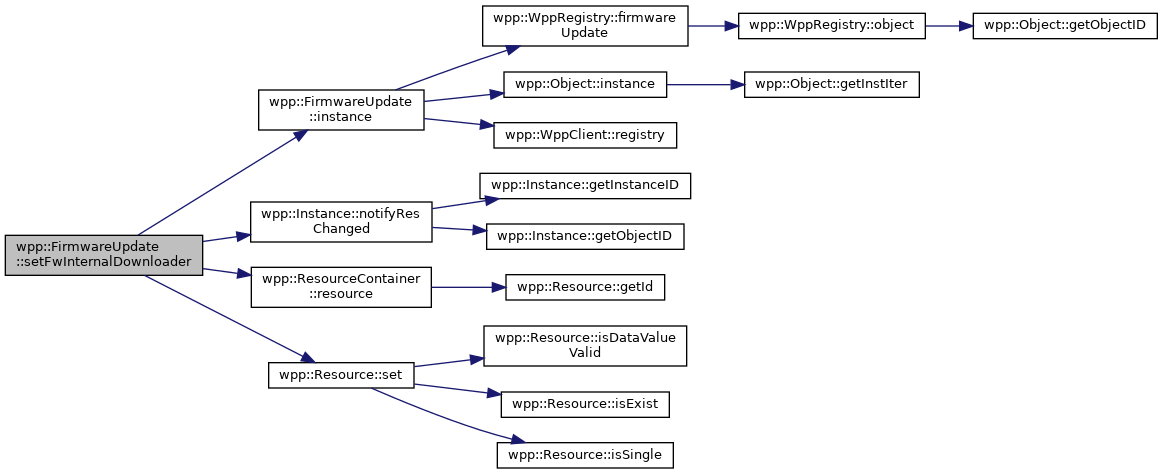 wpp::FirmwareUpdate
::setFwInternalDownloader
wpp::FirmwareUpdate
::instance
wpp::WppRegistry::firmware
Update
wpp::WppRegistry::object
wpp::Object::getObjectID
wpp::Object::instance
wpp::Object::getInstIter
wpp::WppClient::registry
wpp::Instance::notifyRes
Changed
wpp::Instance::getInstanceID
wpp::Instance::getObjectID
wpp::ResourceContainer
::resource
wpp::Resource::getId
wpp::Resource::set
wpp::Resource::isDataValue
Valid
wpp::Resource::isExist
wpp::Resource::isSingle